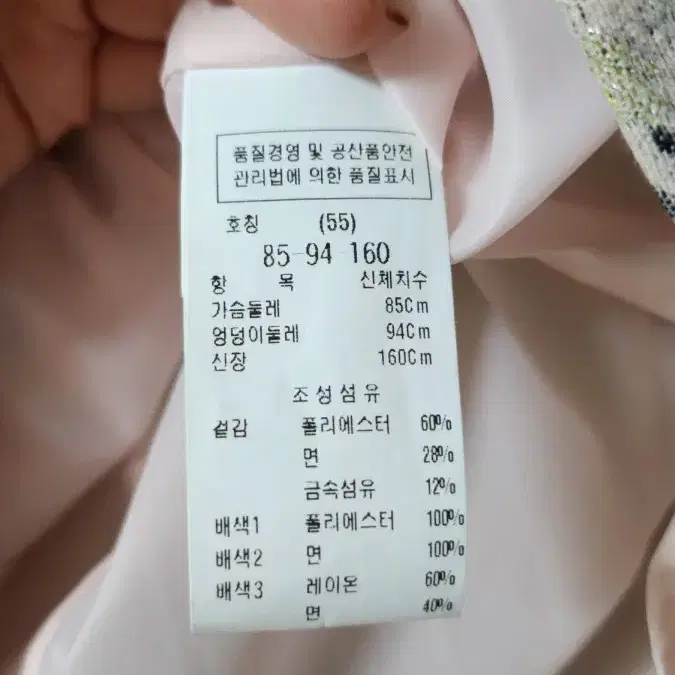 품질경영 및 공산품안전
관리법에 의한 품질표시
호칭 (55)
85-94-160
항 목 신체치수
가슴둘레 85Cm
엉덩이둘레 94Cm
신장 160Cm
조성섬유
겉감 폴리에스터 60%
면 28%
금속섬유 12%
배색1 폴리에스터 100%
배색2 면 100%
배색3 레이온 60%
면 40%